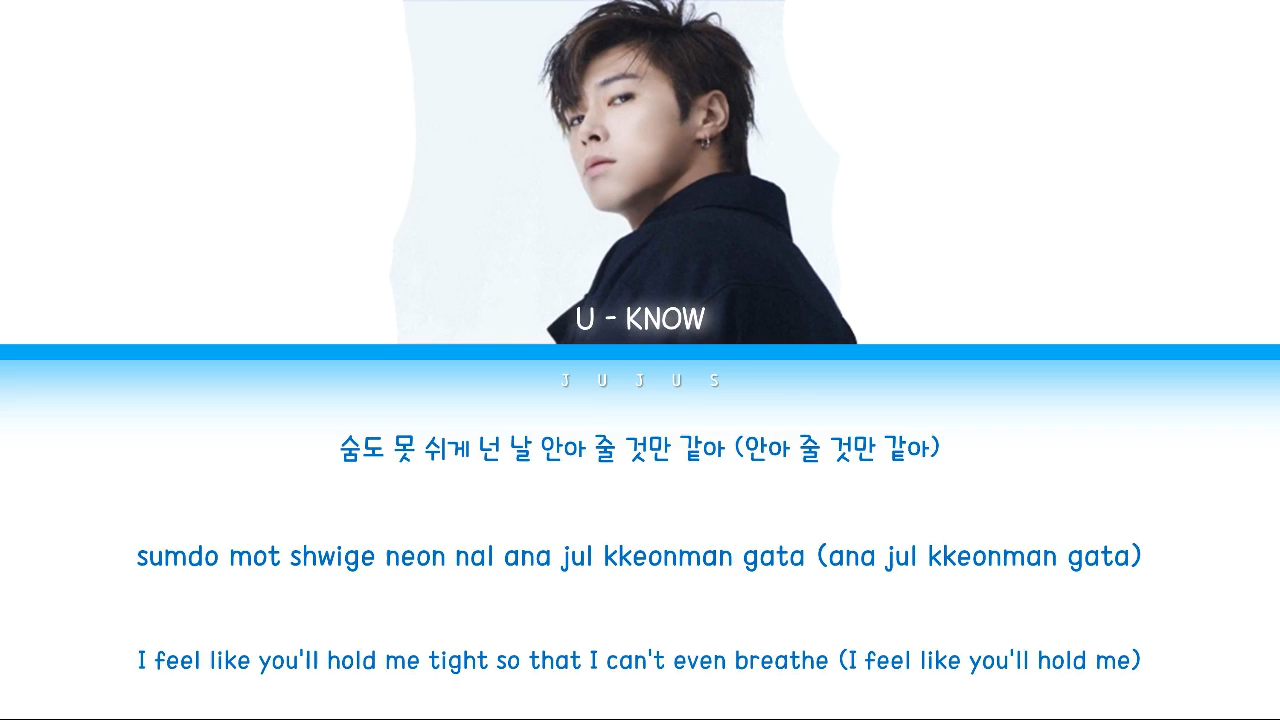 U - KNOW
J U J U S
숨도 못 쉬게 넌 날 안아 줄 것만 같아 (안아 줄 것만 같아)
sumdo mot shwige neon nal ana jul kkeonman gata (ana jul kkeonman gata)
I feel like you'll hold me tight so that I can't even breathe (I feel like you'll hold me)